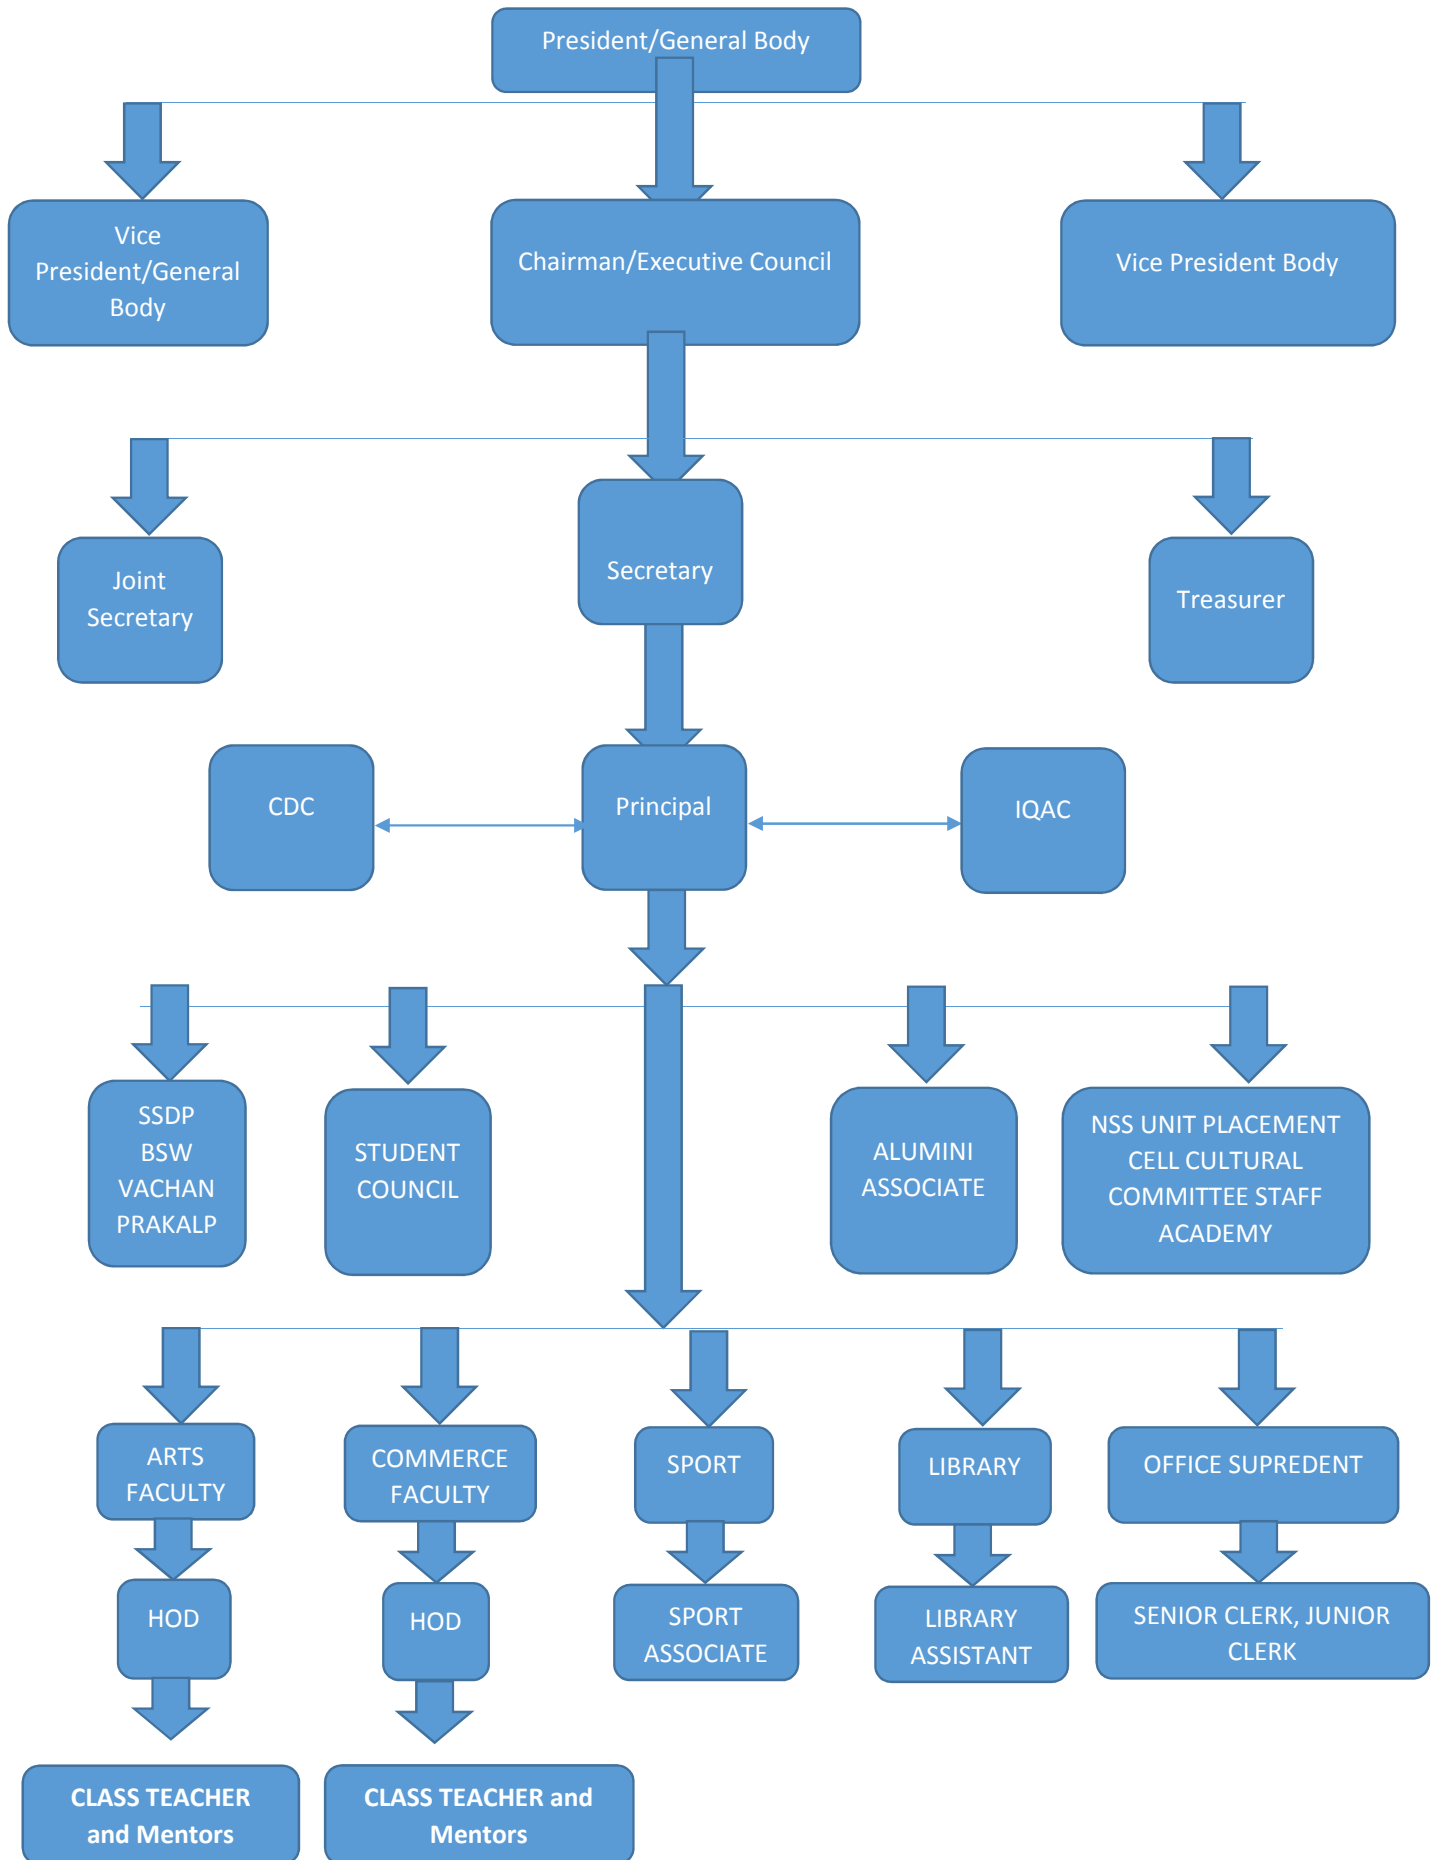 President/General Body
Vice
President/General
Body
Chairman/Executive Council
Vice President Body
Joint
Secretary
Secretary
Treasurer
CDC
Principal
IQAC
SSDP
BSW
VACHAN
PRAKALP
STUDENT
COUNCIL
ALUMINI
ASSOCIATE
NSS UNIT PLACEMENT
CELL CULTURAL
COMMITTEE STAFF
ACADEMY
ARTS
FACULTY
COMMERCE
FACULTY
SPORT
LIBRARY
OFFICE SUPREDENT
HOD
HOD
SPORT
ASSOCIATE
LIBRARY
ASSISTANT
SENIOR CLERK, JUNIOR
CLERK
CLASS TEACHER
and Mentors
CLASS TEACHER and
Mentors